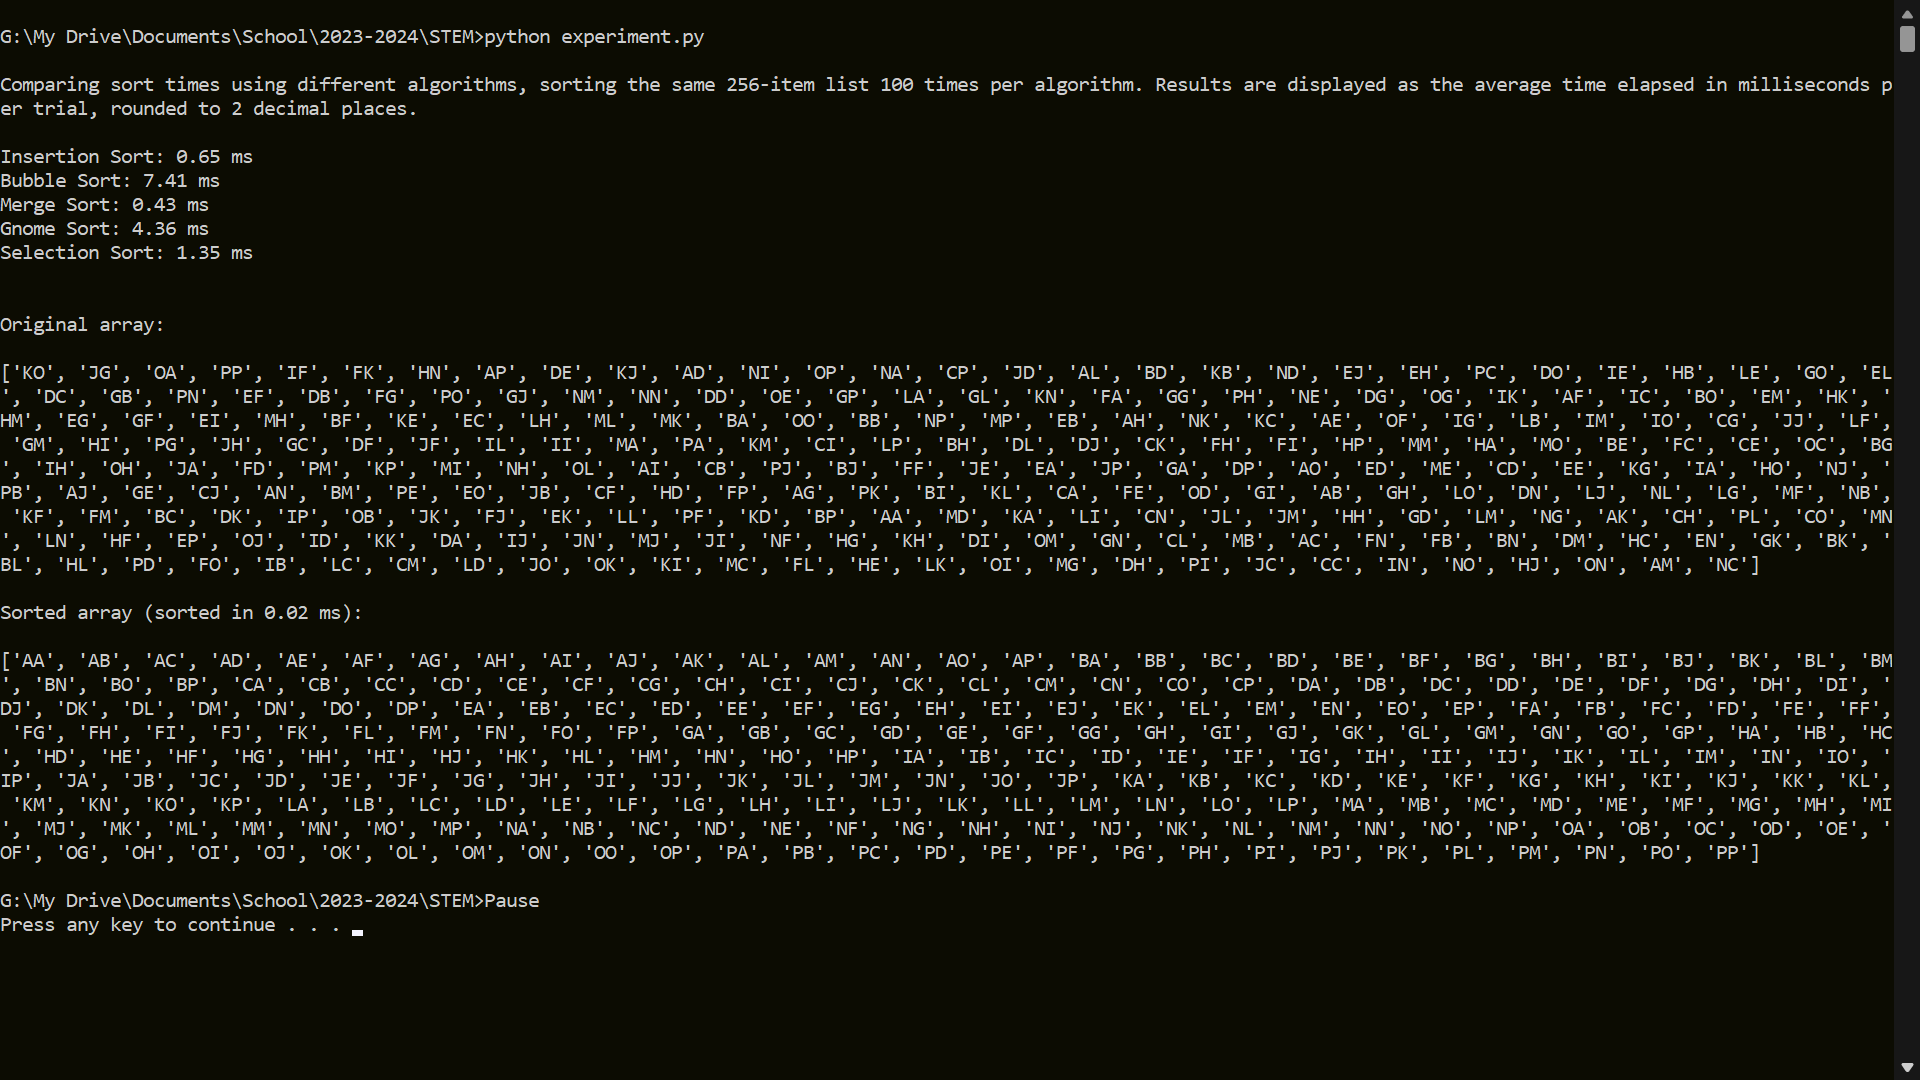 G:\My Drive\Documents\School\2023-2024\STEM>python experiment.py
Comparing sort times using different algorithms, sorting the same 256-item list 100 times per algorithm. Results are displayed as the average time elapsed in milliseconds p
er trial, rounded to 2 decimal places.
Insertion Sort: 0.65 ms
Bubble Sort: 7.41 ms
Merge Sort: 0.43 ms
Gnome Sort: 4.36 ms
Selection Sort: 1.35 ms
Original array:
['KO', 'JG', 'OA', 'PP', 'IF', 'FK', 'HN', 'AP', 'DE', 'KJ', 'AD', 'NI', 'OP', 'NA', 'CP', 'JD', 'AL', 'BD', 'KB', 'ND', 'EJ', 'EH', 'PC', 'DO', 'IE', 'HB', 'LE', 'GO', 'EL
', 'DC', 'GB', 'PN', 'EF', 'DB', 'FG', 'PO', 'GJ', 'NM', 'NN', 'DD', 'OE', 'GP', 'LA', 'GL', 'KN', 'FA', 'GG', 'PH', 'NE', 'DG', 'OG', 'IK', 'AF', 'IC', 'BO', 'EM', 'HK', '
HM', 'EG', 'GF', 'EI', 'MH', 'BF', 'KE', 'EC', 'LH', 'ML', 'MK', 'BA', 'OO', 'BB', 'NP', 'MP', 'EB', 'AH', 'NK', 'KC', 'AE', 'OF', 'IG', 'LB', 'IM', 'IO', 'CG', 'JJ', 'LF',
 'GM', 'HI', 'PG', 'JH', 'GC', 'DF', 'JF', 'IL', 'II', 'MA', 'PA', 'KM', 'CI', 'LP', 'BH', 'DL', 'DJ', 'CK', 'FH', 'FI', 'HP', 'MM', 'HA', 'MO', 'BE', 'FC', 'CE', 'OC', 'BG
', 'IH', 'OH', 'JA', 'FD', 'PM', 'KP', 'MI', 'NH', 'OL', 'AI', 'CB', 'PJ', 'BJ', 'FF', 'JE', 'EA', 'JP', 'GA', 'DP', 'AO', 'ED', 'ME', 'CD', 'EE', 'KG', 'IA', 'HO', 'NJ', '
PB', 'AJ', 'GE', 'CJ', 'AN', 'BM', 'PE', 'EO', 'JB', 'CF', 'HD', 'FP', 'AG', 'PK', 'BI', 'KL', 'CA', 'FE', 'OD', 'GI', 'AB', 'GH', 'LO', 'DN', 'LJ', 'NL', 'LG', 'MF', 'NB',
 'KF', 'FM', 'BC', 'DK', 'IP', 'OB', 'JK', 'FJ', 'EK', 'LL', 'PF', 'KD', 'BP', 'AA', 'MD', 'KA', 'LI', 'CN', 'JL', 'JM', 'HH', 'GD', 'LM', 'NG', 'AK', 'CH', 'PL', 'CO', 'MN
', 'LN', 'HF', 'EP', 'OJ', 'ID', 'KK', 'DA', 'IJ', 'JN', 'MJ', 'JI', 'NF', 'HG', 'KH', 'DI', 'OM', 'GN', 'CL', 'MB', 'AC', 'FN', 'FB', 'BN', 'DM', 'HC', 'EN', 'GK', 'BK', '
BL', 'HL', 'PD', 'FO', 'IB', 'LC', 'CM', 'LD', 'JO', 'OK', 'KI', 'MC', 'FL', 'HE', 'LK', 'OI', 'MG', 'DH', 'PI', 'JC', 'CC', 'IN', 'NO', 'HJ', 'ON', 'AM', 'NC']
Sorted array (sorted in 0.02 ms):
['AA', 'AB', 'AC', 'AD', 'AE', 'AF', 'AG', 'AH', 'AI', 'AJ', 'AK', 'AL', 'AM', 'AN', 'AO', 'AP', 'BA', 'BB', 'BC', 'BD', 'BE', 'BF', 'BG', 'BH', 'BI', 'BJ', 'BK', 'BL', 'BM
', 'BN', 'BO', 'BP', 'CA', 'CB', 'CC', 'CD', 'CE', 'CF', 'CG', 'CH', 'CI', 'CJ', 'CK', 'CL', 'CM', 'CN', 'CO', 'CP', 'DA', 'DB', 'DC', 'DD', 'DE', 'DF', 'DG', 'DH', 'DI', '
DJ', 'DK', 'DL', 'DM', 'DN', 'DO', 'DP', 'EA', 'EB', 'EC', 'ED', 'EE', 'EF', 'EG', 'EH', 'EI', 'EJ', 'EK', 'EL', 'EM', 'EN', 'EO', 'EP', 'FA', 'FB', 'FC', 'FD', 'FE', 'FF',
 'FG', 'FH', 'FI', 'FJ', 'FK', 'FL', 'FM', 'FN', 'FO', 'FP', 'GA', 'GB', 'GC', 'GD', 'GE', 'GF', 'GG', 'GH', 'GI', 'GJ', 'GK', 'GL', 'GM', 'GN', 'GO', 'GP', 'HA', 'HB', 'HC
', 'HD', 'HE', 'HF', 'HG', 'HH', 'HI', 'HJ', 'HK', 'HL', 'HM', 'HN', 'HO', 'HP', 'IA', 'IB', 'IC', 'ID', 'IE', 'IF', 'IG', 'IH', 'II', 'IJ', 'IK', 'IL', 'IM', 'IN', 'IO', '
IP', 'JA', 'JB', 'JC', 'JD', 'JE', 'JF', 'JG', 'JH', 'JI', 'JJ', 'JK', 'JL', 'JM', 'JN', 'JO', 'JP', 'KA', 'KB', 'KC', 'KD', 'KE', 'KF', 'KG', 'KH', 'KI', 'KJ', 'KK', 'KL',
 'KM', 'KN', 'KO', 'KP', 'LA', 'LB', 'LC', 'LD', 'LE', 'LF', 'LG', 'LH', 'LI', 'LJ', 'LK', 'LL', 'LM', 'LN', 'LO', 'LP', 'MA', 'MB', 'MC', 'MD', 'ME', 'MF', 'MG', 'MH', 'MI
', 'MJ', 'MK', 'ML', 'MM', 'MN', 'MO', 'MP', 'NA', 'NB', 'NC', 'ND', 'NE', 'NF', 'NG', 'NH', 'NI', 'NJ', 'NK', 'NL', 'NM', 'NN', 'NO', 'NP', 'OA', 'OB', 'OC', 'OD', 'OE', '
OF', 'OG', 'OH', 'OI', 'OJ', 'OK', 'OL', 'OM', 'ON', 'OO', 'OP', 'PA', 'PB', 'PC', 'PD', 'PE', 'PF', 'PG', 'PH', 'PI', 'PJ', 'PK', 'PL', 'PM', 'PN', 'PO', 'PP']
G:\My Drive\Documents\School\2023-2024\STEM>Pause
Press any key to continue . . .